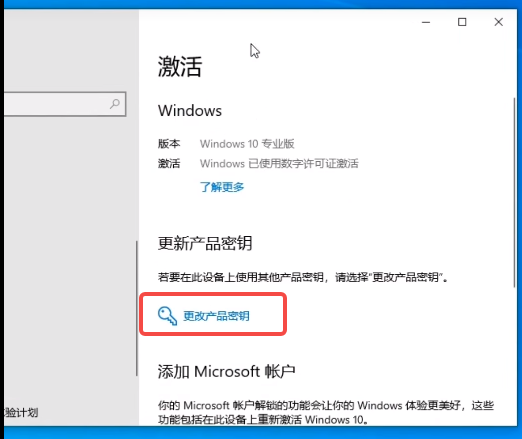 激活
Windows
版本 Windows 10 专业版
激活 Windows 已使用数字许可证激活
了解更多
更新产品密钥
若要在此设备上使用其他产品密钥，请选择“更改产品密钥”。
更改产品密钥
添加 Microsoft 帐户
你的 Microsoft 帐户解锁的功能会让你的 Windows 体验更美好，这些
功能包括在此设备上重新激活 Windows 10。
验计划